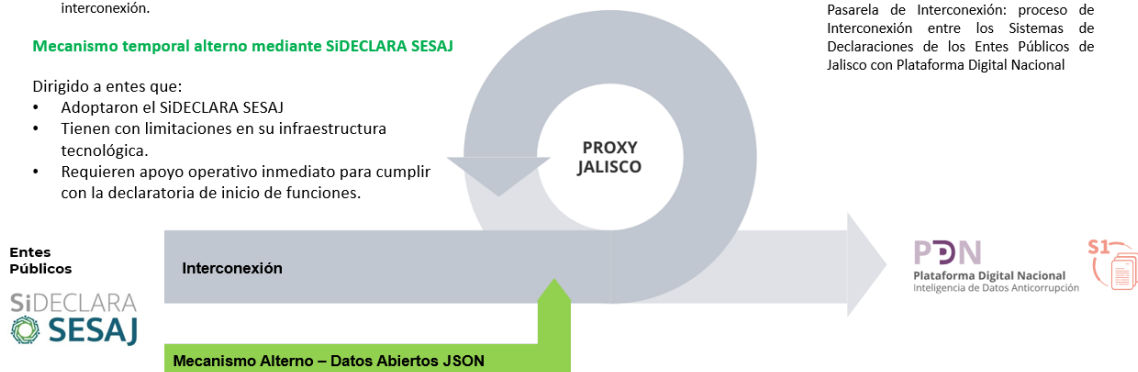 interconexión.
Mecanismo temporal alterno mediante SiDECLARA SESAJ
Dirigido a entes que:
• Adoptaron el SiDECLARA SESAJ
• Tienen con limitaciones en su infraestructura
tecnológica.
• Requieren apoyo operativo inmediato para cumplir
con la declaratoria de inicio de funciones.
Pasarela de Interconexión: proceso de
Interconexión entre los Sistemas de
Declaraciones de los Entes Públicos de
Jalisco con Plataforma Digital Nacional
PROXY
JALISCO
Entes
Públicos
SiDECLARA
SESAJ
Interconexión
Mecanismo Alterno – Datos Abiertos JSON
PDN
Plataforma Digital Nacional
Inteligencia de Datos Anticorrupción
S1